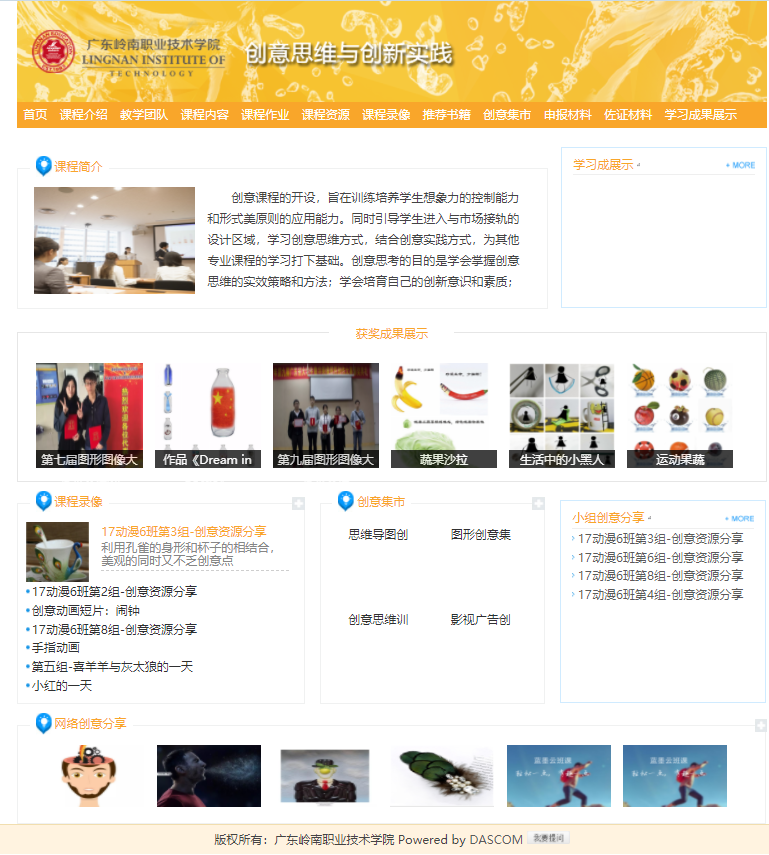 广东岭南职业技术学院
LINGNAN INSTITUTE OF
TECHNOLOGY
创意思维与创新实践
首页 课程介绍 教学团队 课程内容 课程作业 课程资源 课程录像 推荐书籍 创意集市 申报材料 佐证材料 学习成果展示
课程简介
创意课程的开设，旨在训练培养学生想象力的控制能力
和形式美原则的应用能力。同时引导学生进入与市场接轨的
设计区域，学习创意思维方式，结合创意实践方式，为其他
专业课程的学习打下基础。创意思考的目的是学会掌握创意
思维的实效策略和方法；学会培育自己的创新意识和素质；
学习成展示
+ MORE
获奖成果展示
第七届图形图像大
作品《Dream in
第九届图形图像大
蔬果沙拉
生活中的小黑人
运动果蔬
课程录像
17动漫6班第3组-创意资源分享
利用孔雀的身形和杯子的相结合，
美观的同时又不乏创意点
17动漫6班第2组-创意资源分享
创意动画短片：闹钟
17动漫6班第8组-创意资源分享
手指动画
第五组-喜羊羊与灰太狼的一天
小红的一天
创意集市
思维导图创
图形创意集
创意思维训
影视广告创
小组创意分享
+ MORE
17动漫6班第3组-创意资源分享
17动漫6班第6组-创意资源分享
17动漫6班第8组-创意资源分享
17动漫6班第4组-创意资源分享
网络创意分享
蓝墨云班课
蓝墨云班课
版权所有：广东岭南职业技术学院 Powered by DASCOM 我要提问